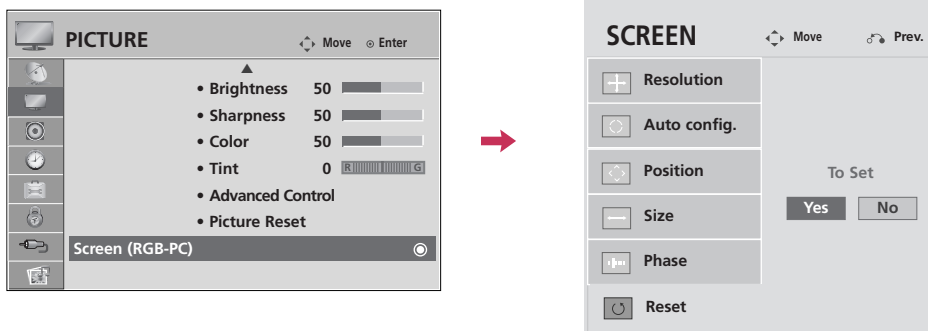 PICTURE
Move Enter
• Brightness 50
• Sharpness 50
• Color 50
• Tint 0 R G
• Advanced Control
• Picture Reset
Screen (RGB-PC)
SCREEN
Move Prev.
Resolution
Auto config.
Position
Size
Phase
Reset
To Set
Yes No